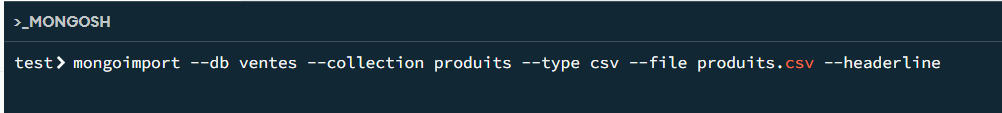 >_MONGOSH
test> mongoimport --db ventes --collection produits --type csv --file produits.csv --headerline